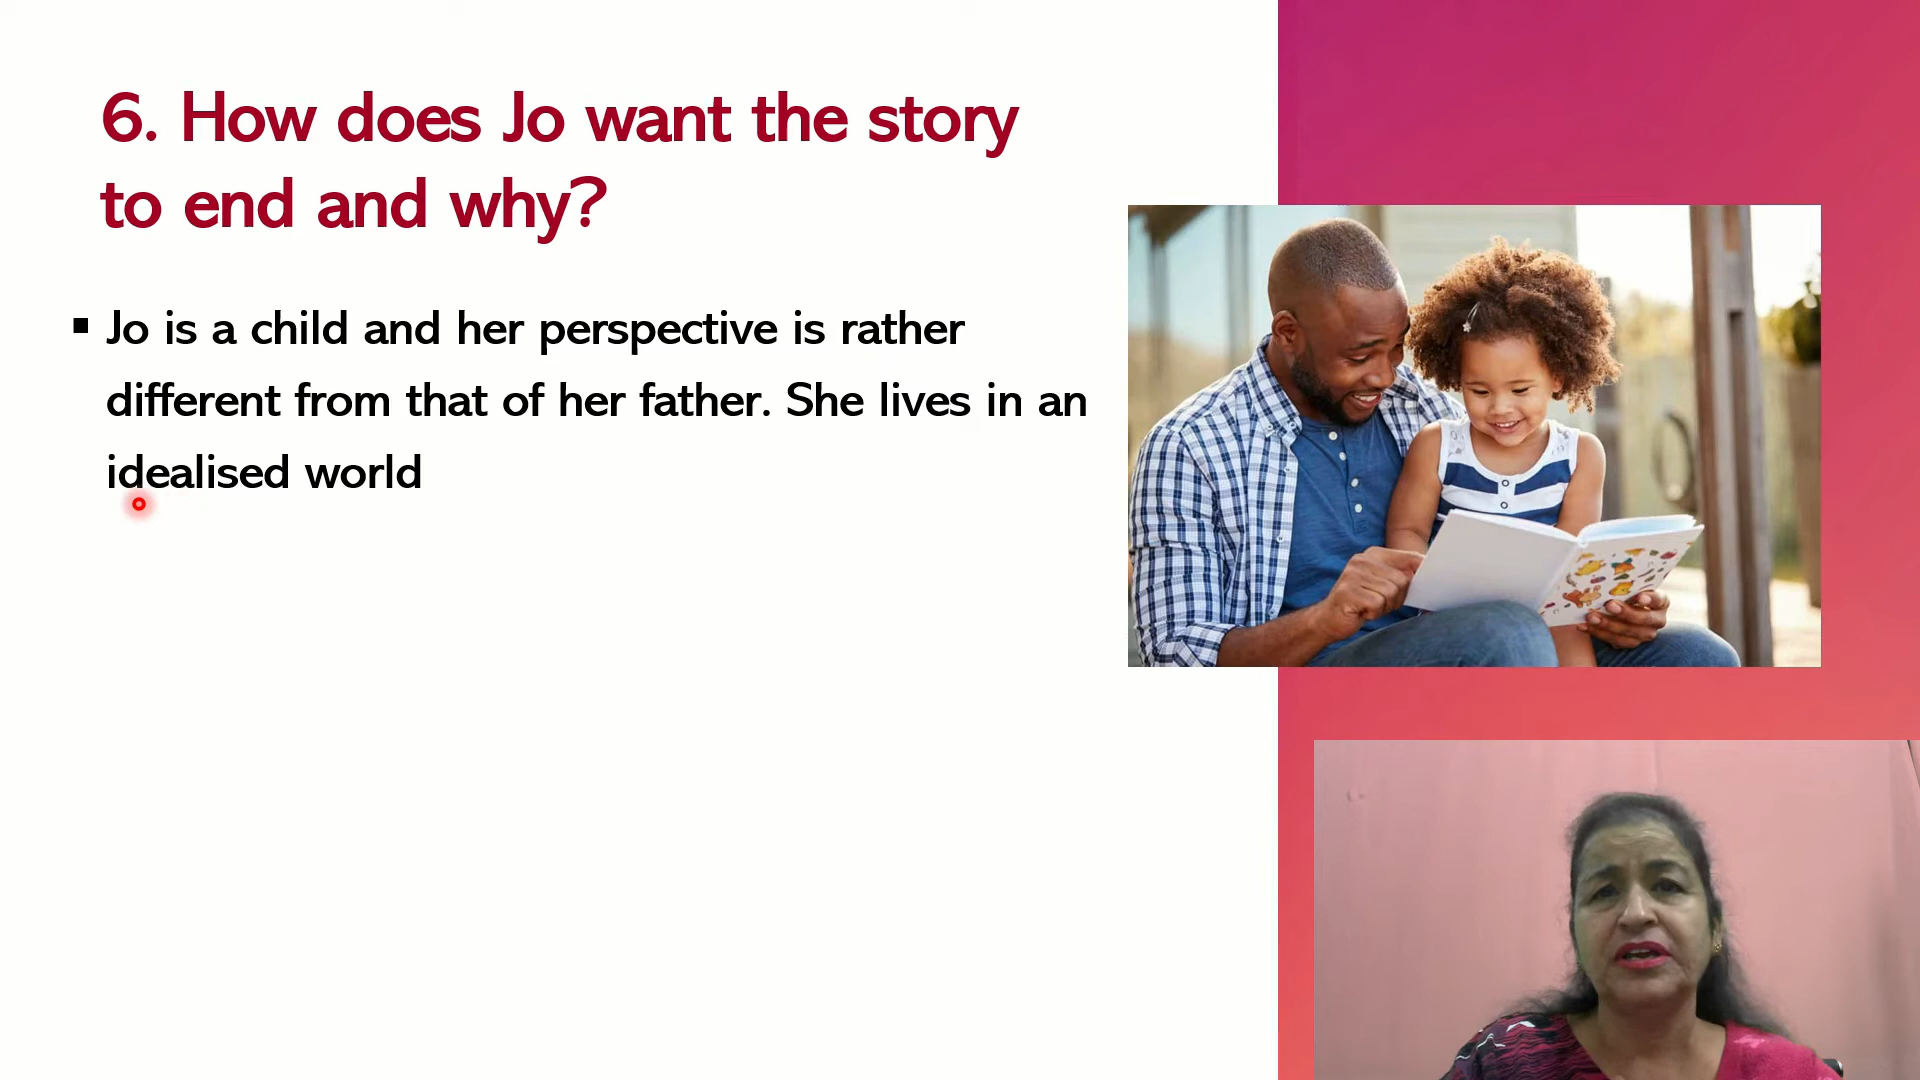 6. How does Jo want the story
to end and why?
▪ Jo is a child and her perspective is rather
different from that of her father. She lives in an
idealised world